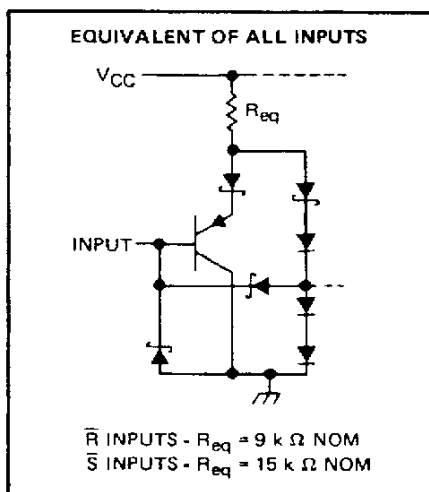 EQUIVALENT OF ALL INPUTS
VCC
Req
INPUT
R̅ INPUTS - Req = 9 k Ω NOM
S̅ INPUTS - Req = 15 k Ω NOM